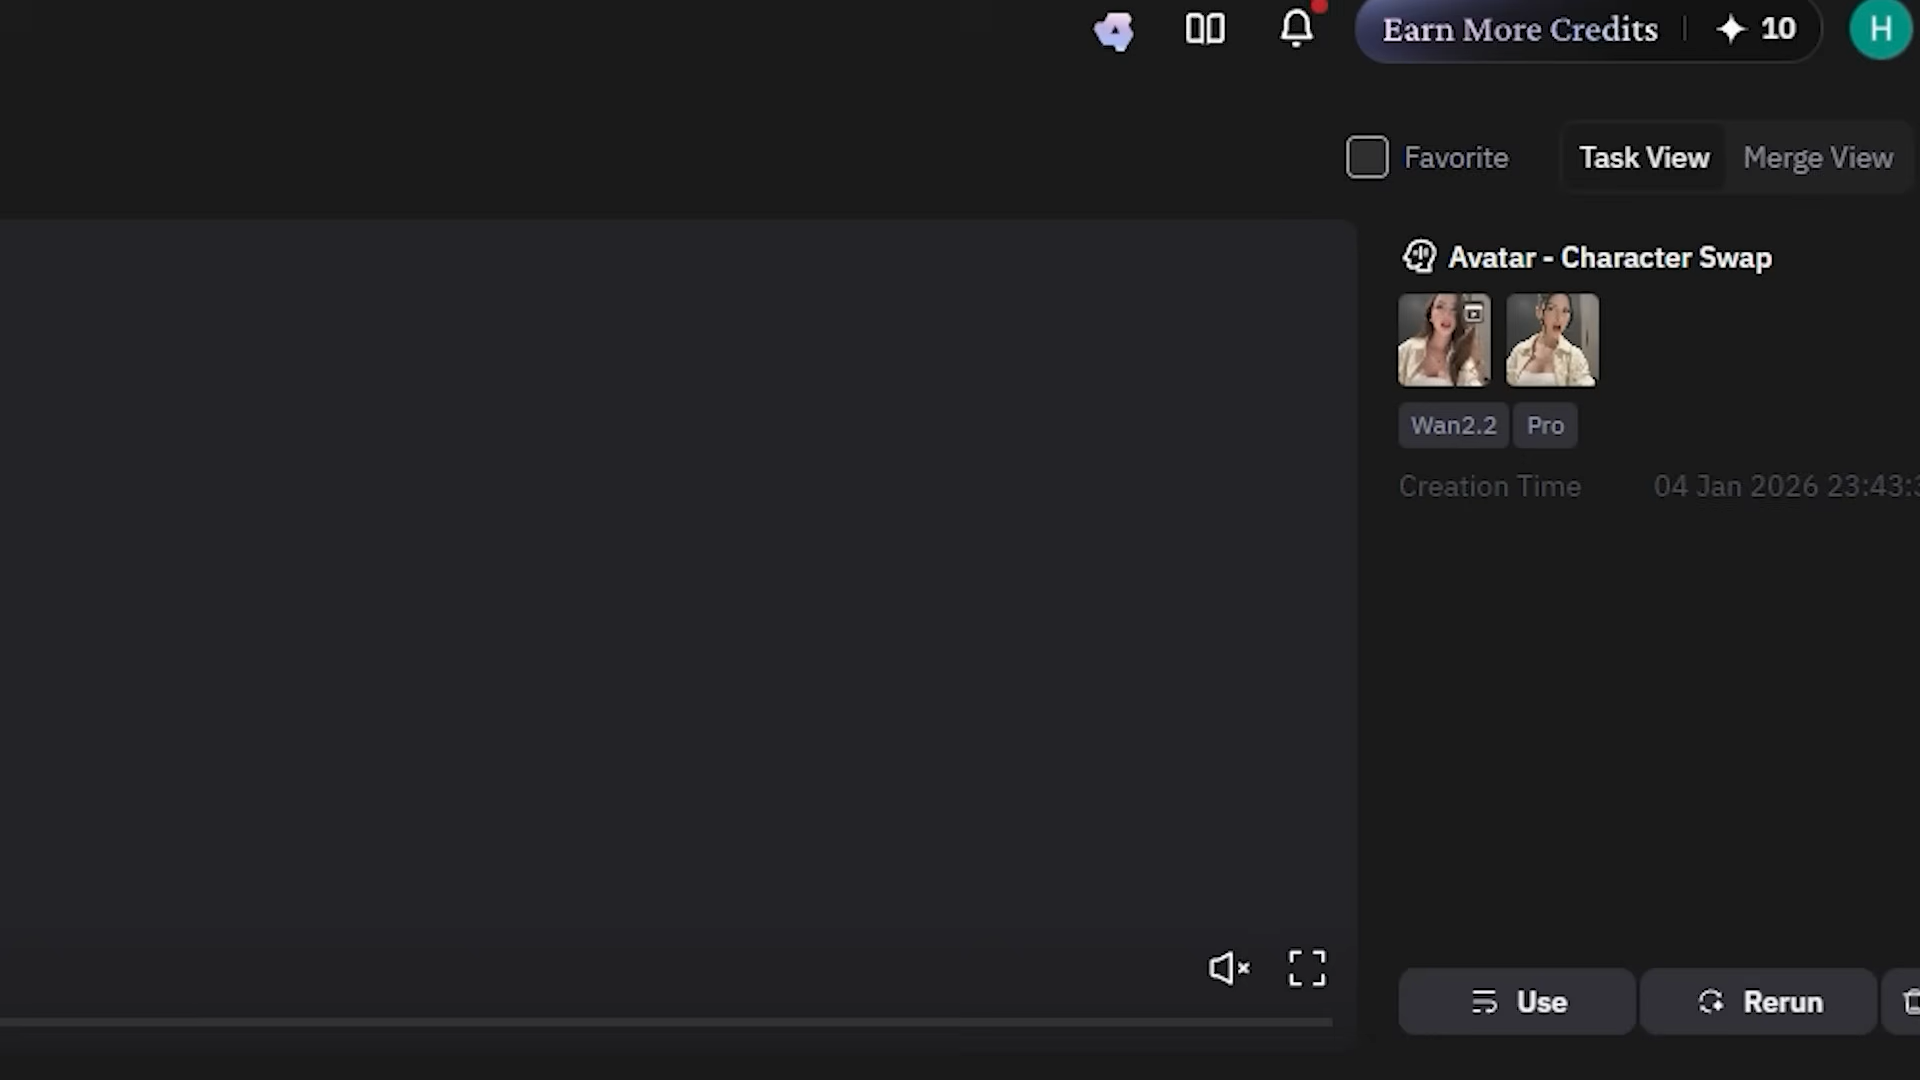 Earn More Credits 10 H
Favorite Task View Merge View
Avatar - Character Swap
Wan2.2 Pro
Creation Time 04 Jan 2026 23:43:3
Use Rerun